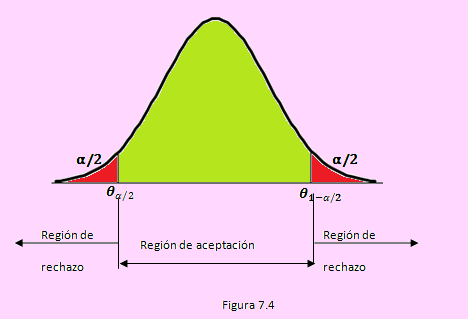 α/2
α/2
θα/2
θ1−α/2
Región de
rechazo
Región de aceptación
Región de
rechazo
Figura 7.4